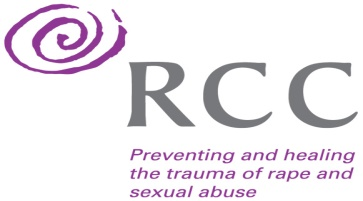 RCC
Preventing and healing
the trauma of rape and
sexual abuse